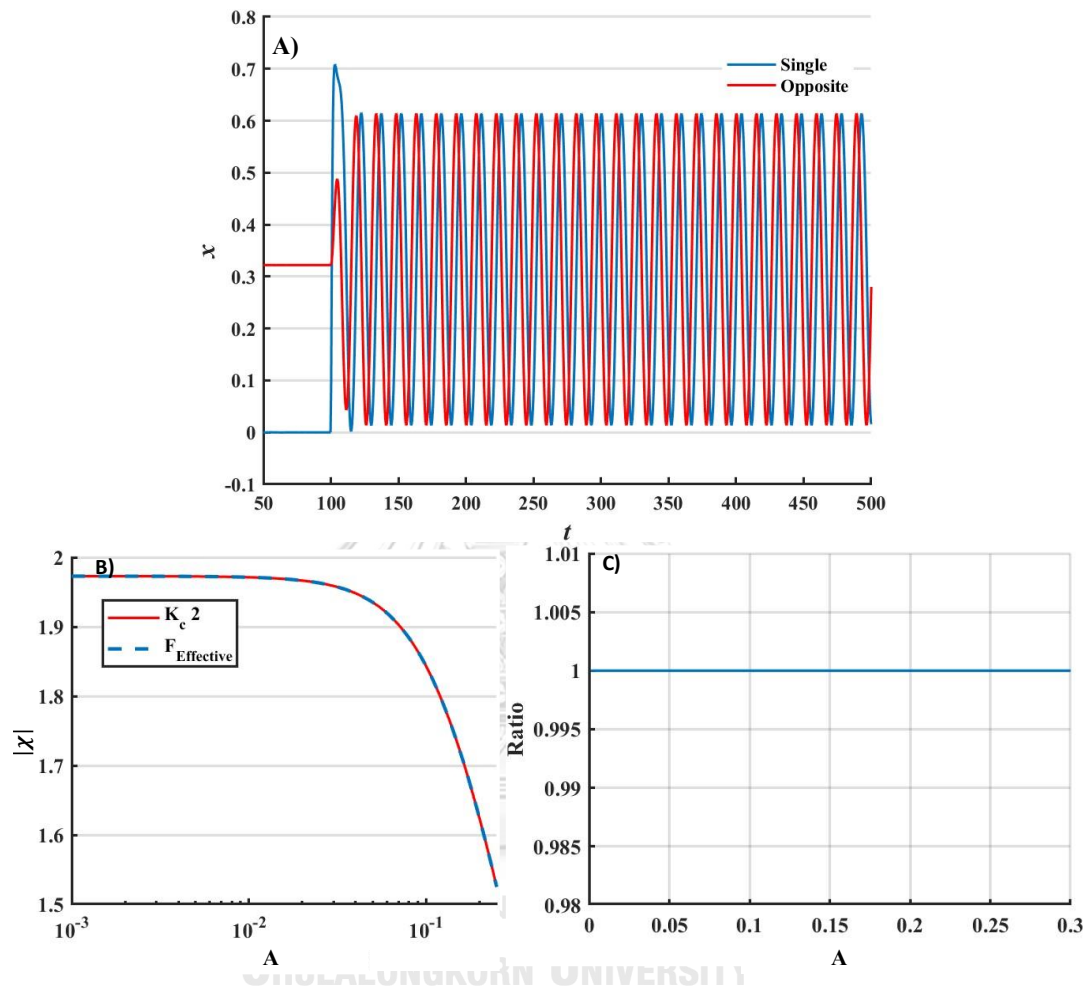 A)
0.8
0.7
0.6
0.5
0.4
0.3
0.2
0.1
0
-0.1
x
Single
Opposite
50 100 150 200 250 300 350 400 450 500
t
B)
2
1.9
1.8
1.7
1.6
1.5
|χ|
K_c 2
F_Effective
10^-3 10^-2 10^-1
A
C)
1.01
1.005
1
0.995
0.99
0.985
0.98
Ratio
0 0.05 0.1 0.15 0.2 0.25 0.3
A
CHULALONGKORN UNIVERSITY